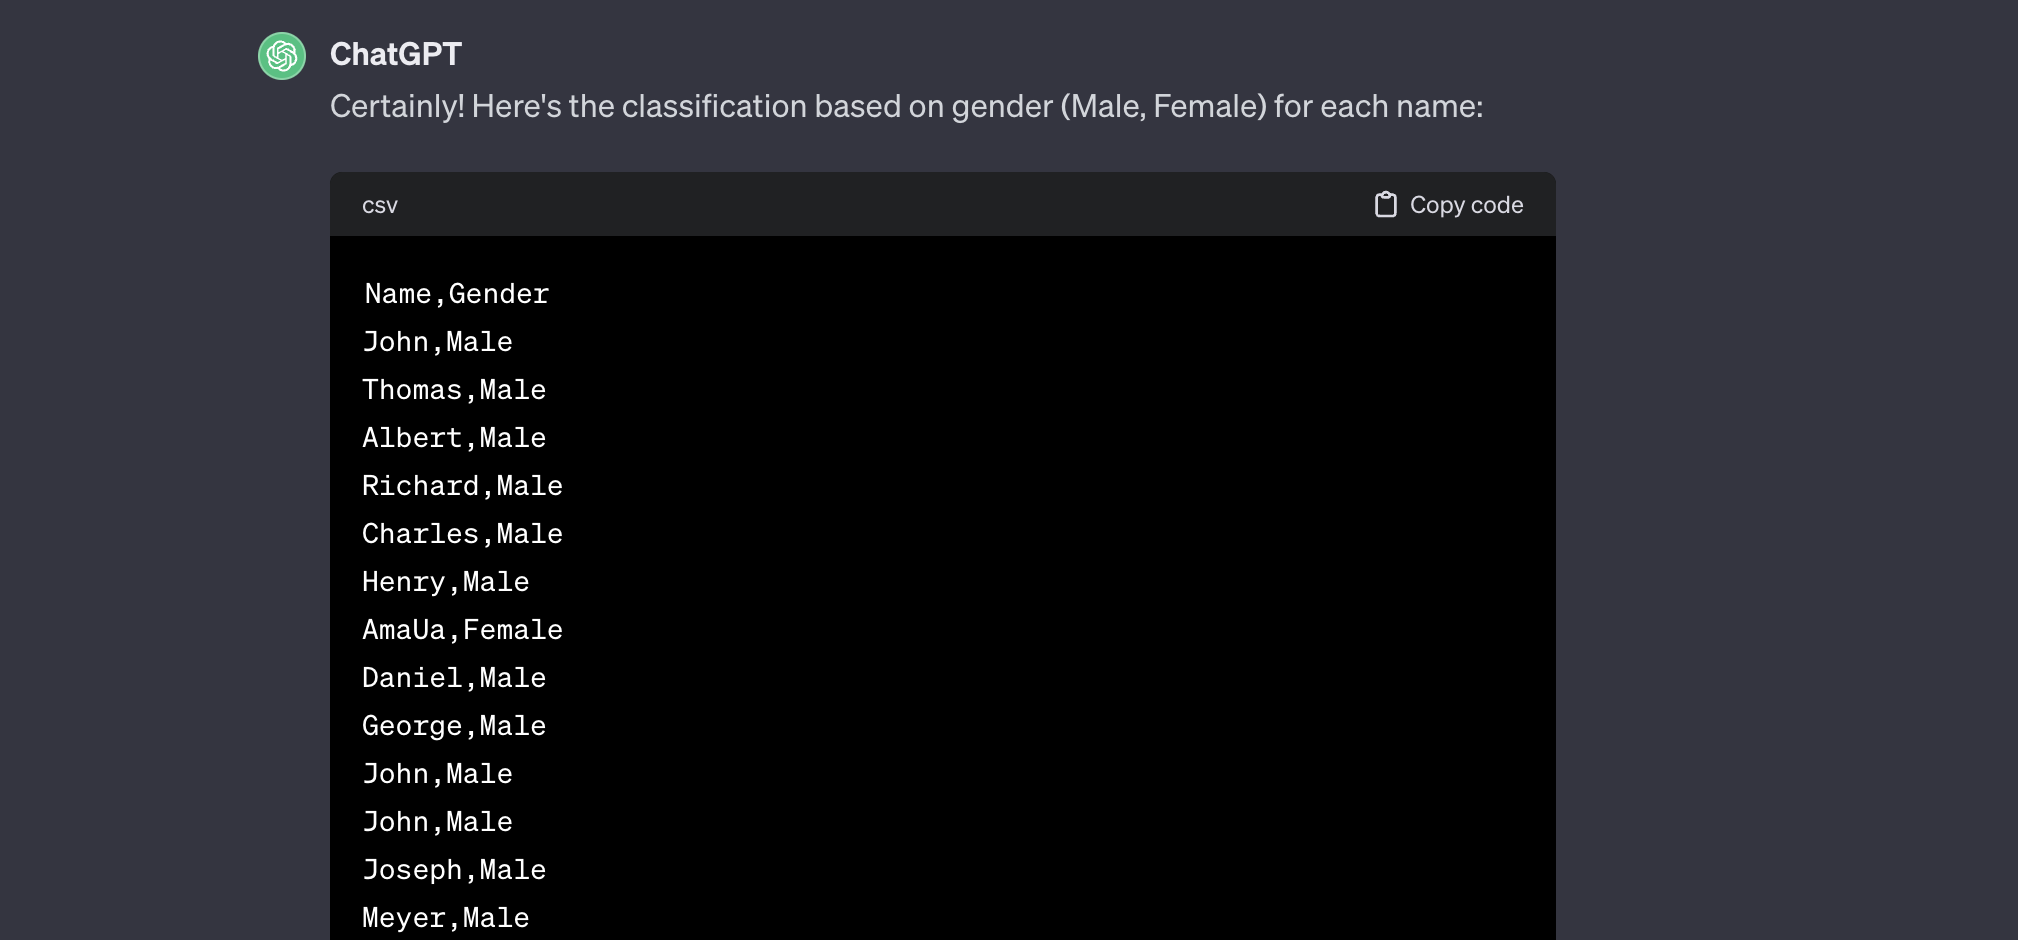 ChatGPT
Certainly! Here's the classification based on gender (Male, Female) for each name:
csv
Copy code
Name,Gender
John,Male
Thomas,Male
Albert,Male
Richard,Male
Charles,Male
Henry,Male
AmaUa,Female
Daniel,Male
George,Male
John,Male
John,Male
Joseph,Male
Meyer,Male